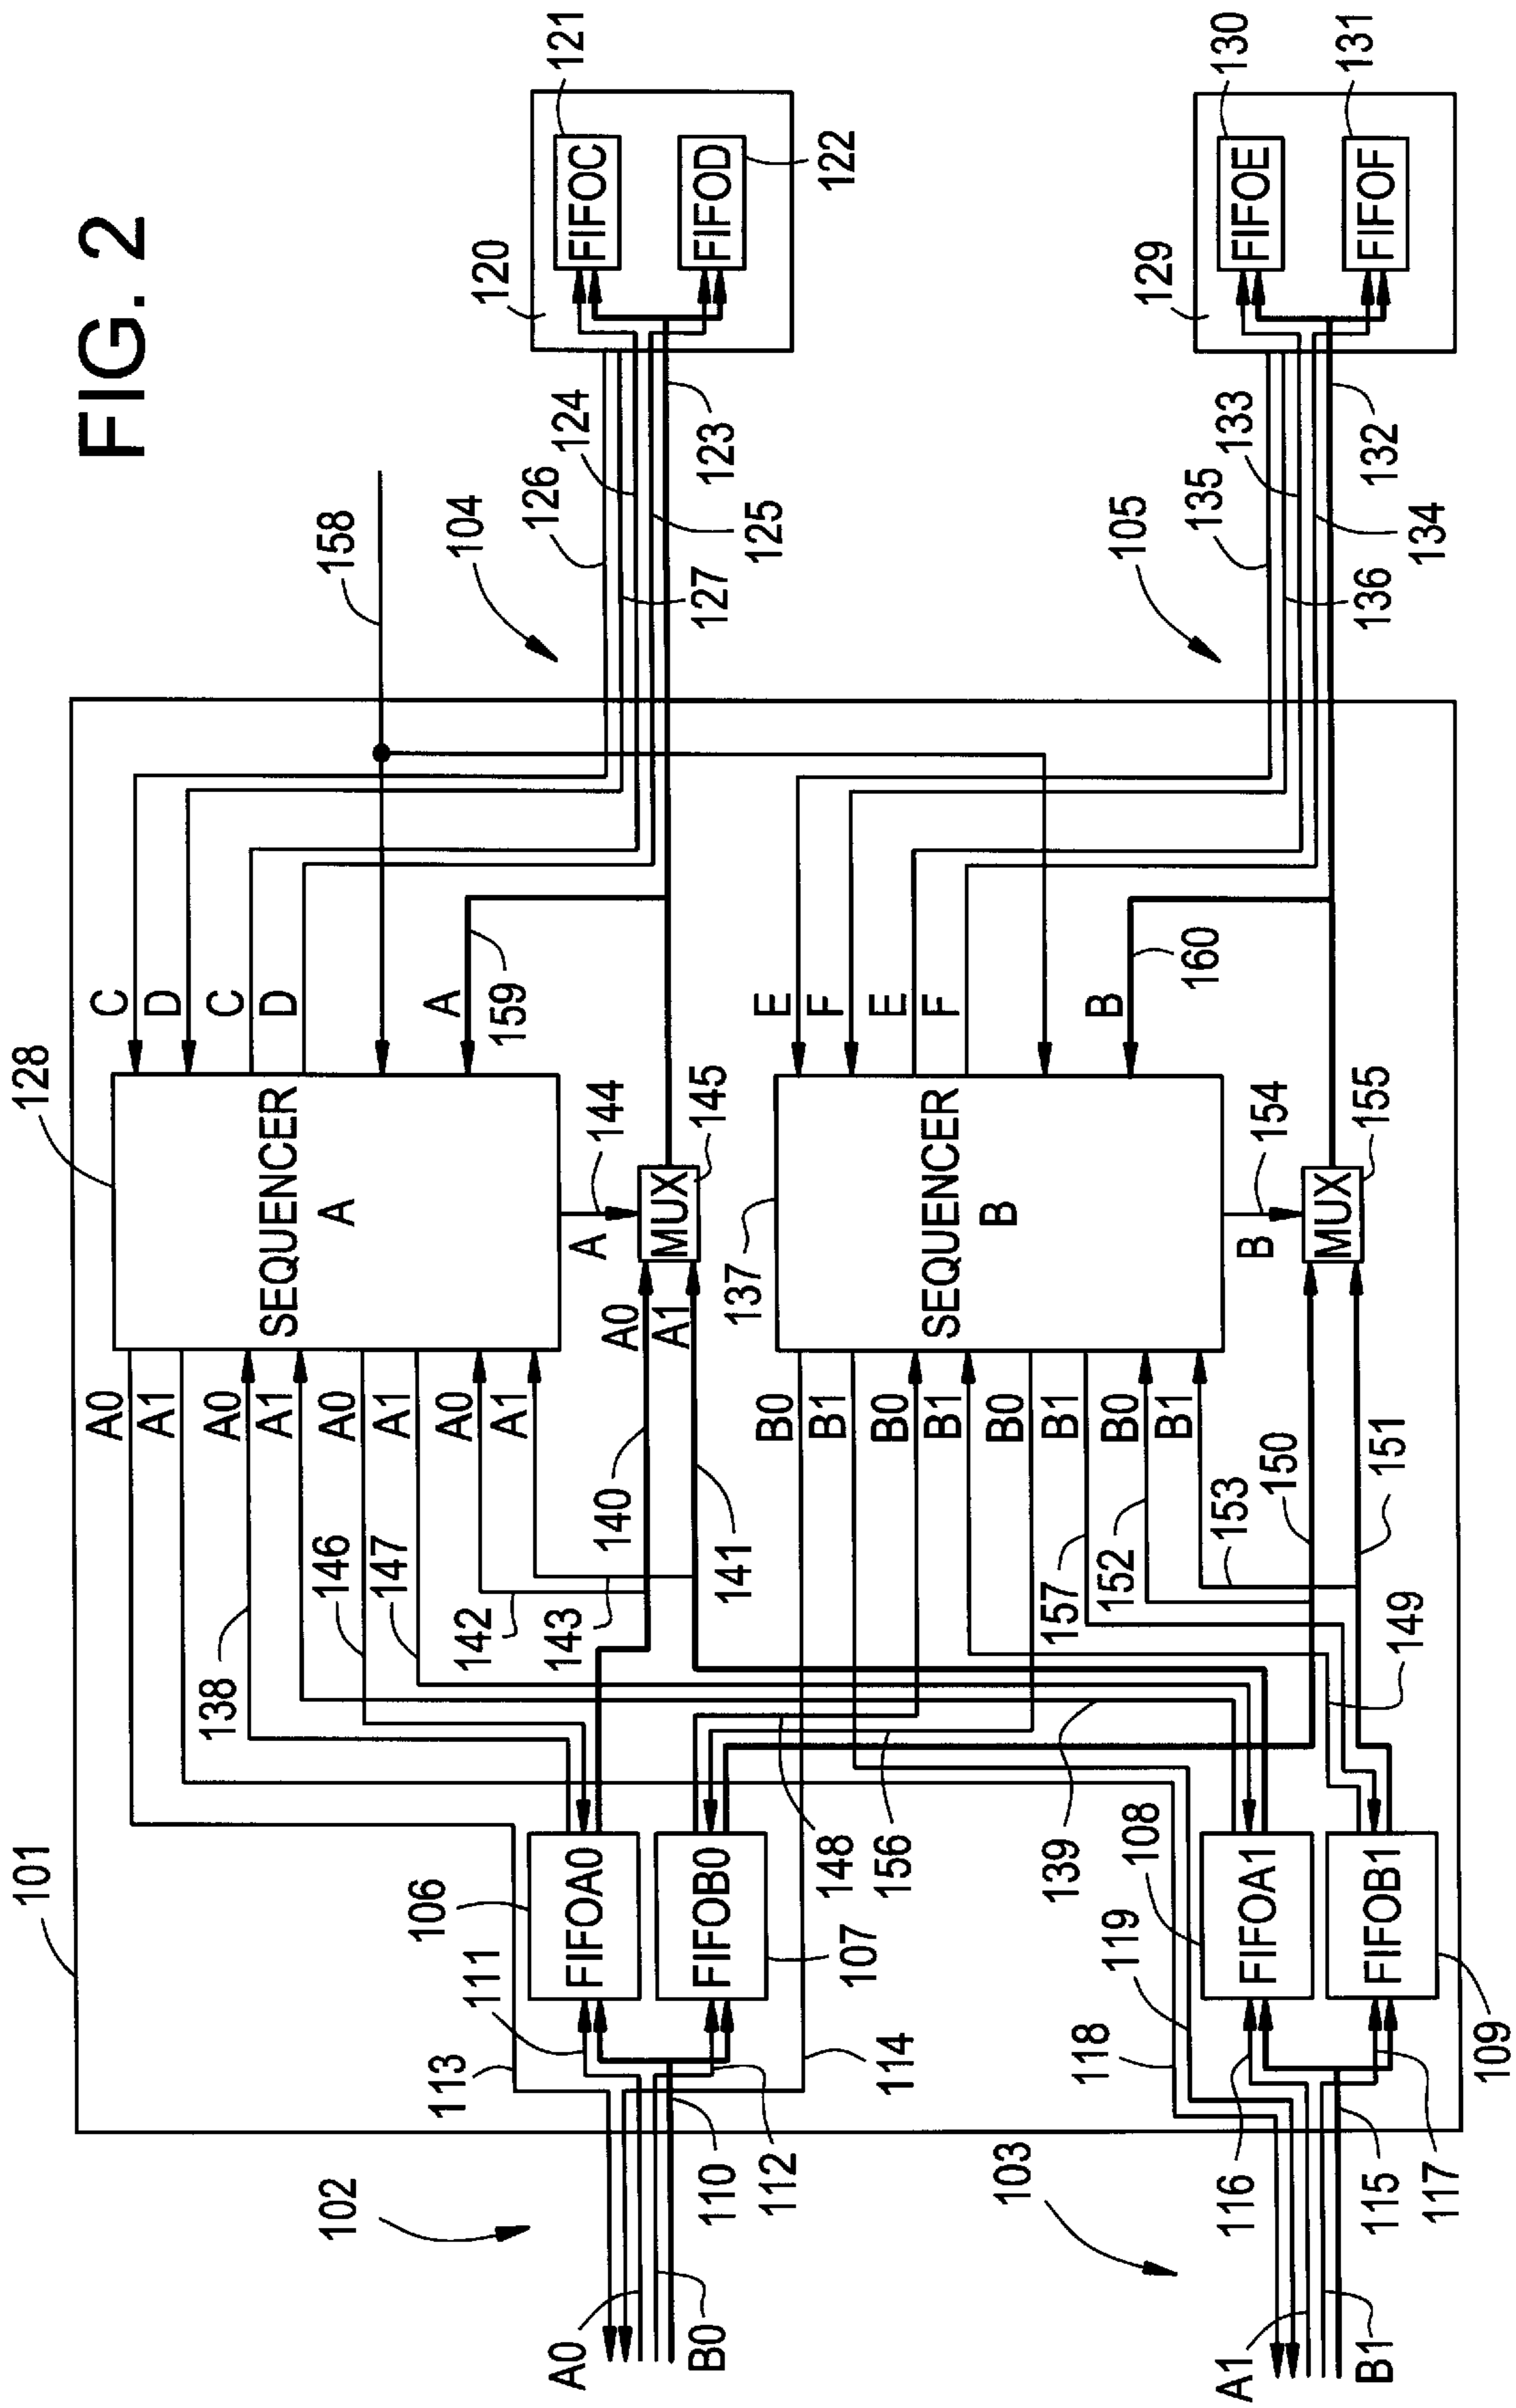 FIG. 2
101
128
A0
A1
A0
A1
A0
A1
A0
A1
SEQUENCER
A
C
D
C
D
A
159
158
104
126
124
127
125
123
120
FIFOC
121
FIFOD
122
138
146
147
142
143
140
141
A0
A1
A
144
MUX
145
102
A0
B0
113
111
110
112
114
106
FIFOA0
FIFOB0
107
148
156
139
137
B0
B1
B0
B1
B0
B1
B0
B1
SEQUENCER
B
E
F
E
F
B
160
105
135
133
136
134
132
129
FIFOE
130
FIFOF
131
157
152
153
150
151
149
B
154
MUX
155
103
A1
B1
118
119
116
115
117
108
FIFOA1
FIFOB1
109